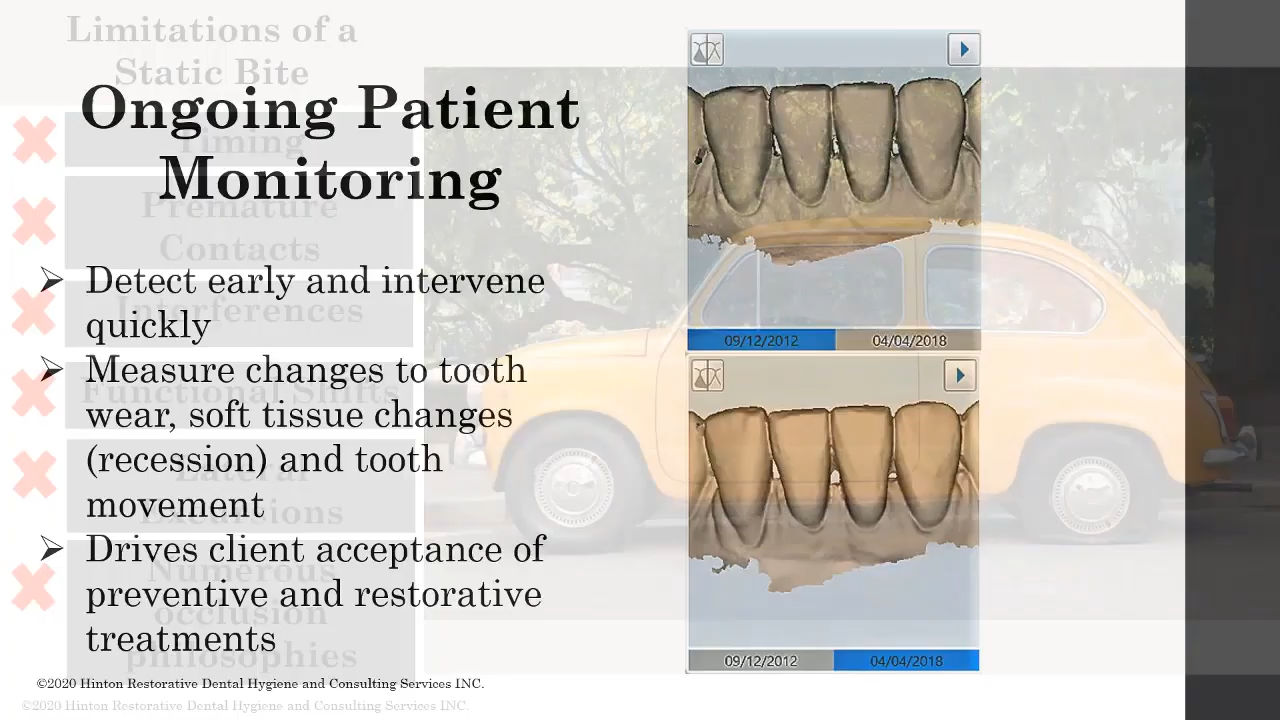 Limitations of a
Static Bite
Ongoing Patient
Monitoring
Timing
Premature
Contacts
Interferences
Functional Shifts
Lateral
Excursions
Numerous
occlusion
philosophies
➢ Detect early and intervene
quickly
➢ Measure changes to tooth
wear, soft tissue changes
(recession) and tooth
movement
➢ Drives client acceptance of
preventive and restorative
treatments
09/12/2012 04/04/2018
09/12/2012 04/04/2018
©2020 Hinton Restorative Dental Hygiene and Consulting Services INC.
©2020 Hinton Restorative Dental Hygiene and Consulting Services INC.